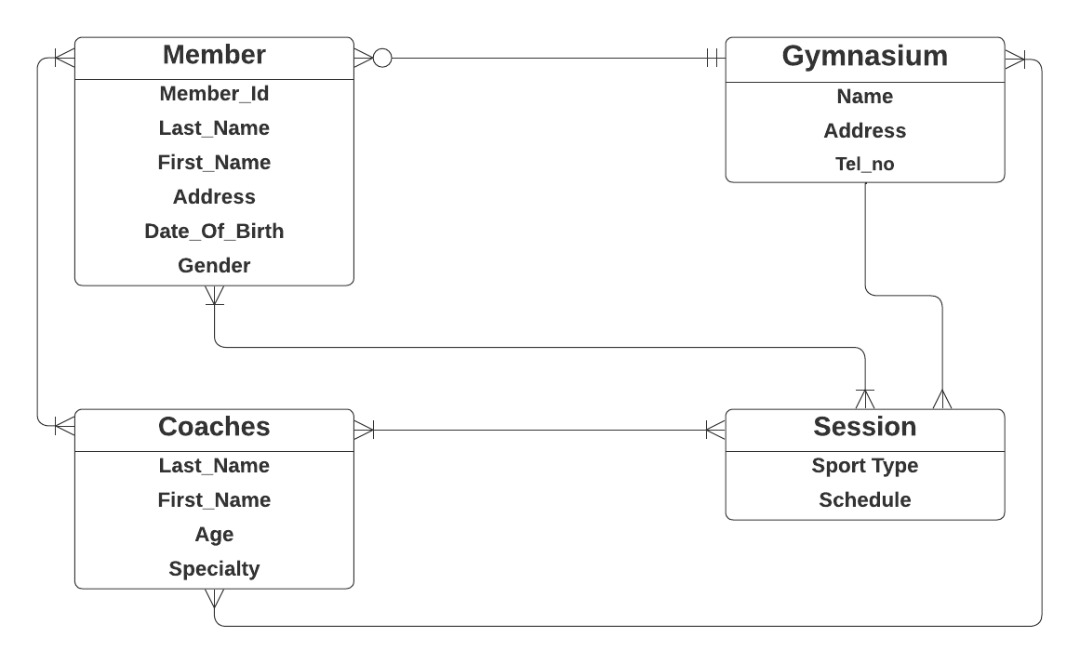 Member
Member_Id
Last_Name
First_Name
Address
Date_Of_Birth
Gender
Gymnasium
Name
Address
Tel_no
Coaches
Last_Name
First_Name
Age
Specialty
Session
Sport Type
Schedule